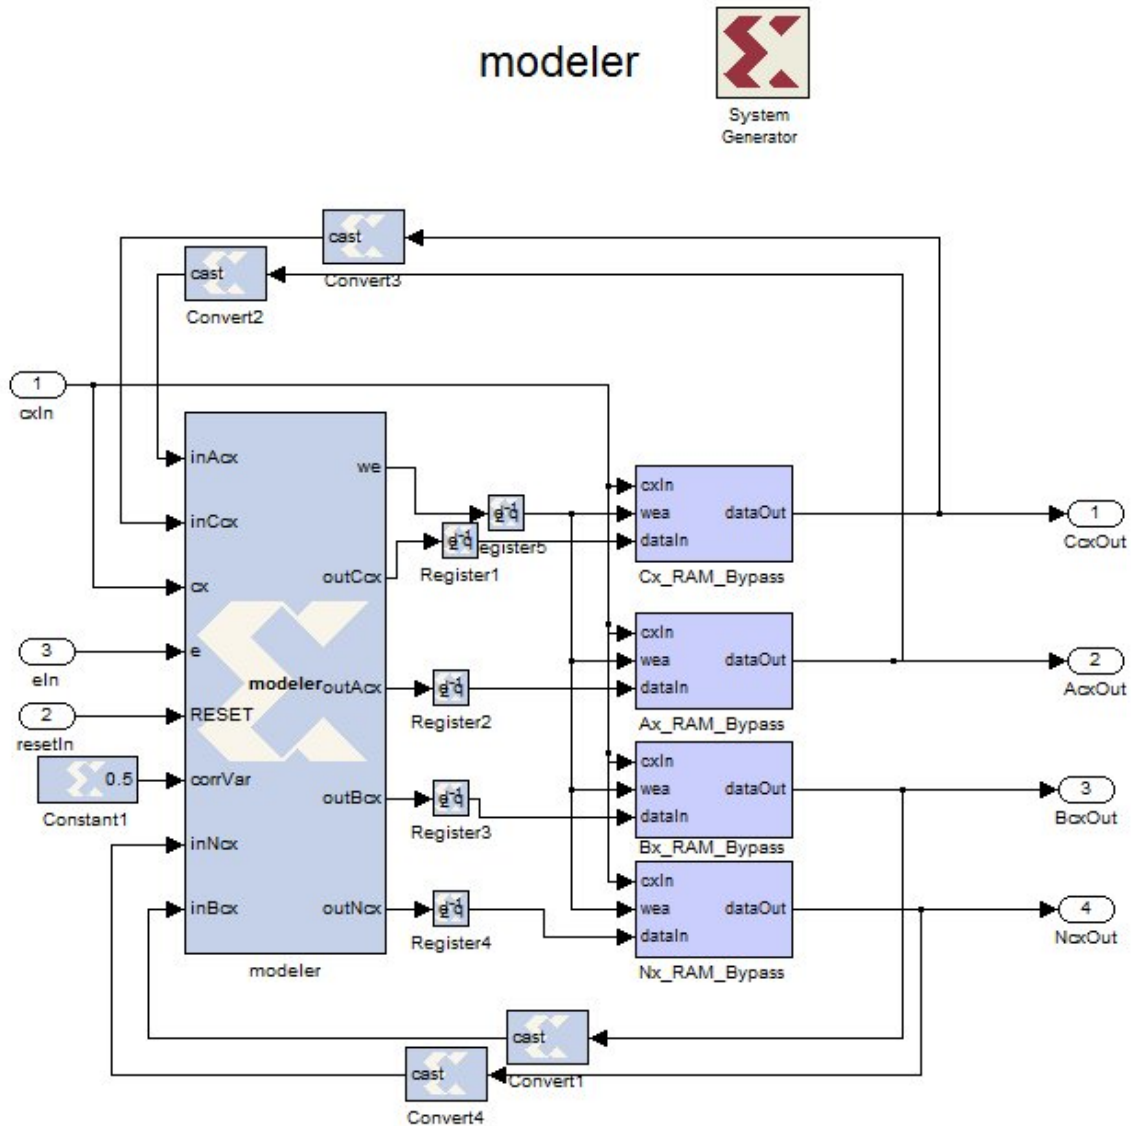 modeler
System
Generator
cast
Convert3
cast
Convert2
1
cxIn
inAcx
we
inCcx
cx
outCcx
3
eIn
e
2
resetIn
RESET
modeler
outAcx
0.5
Constant1
corrVar
outBcx
inNcx
inBcx
outNcx
modeler
z-1
Register1
Register2
Register3
Register4
cxIn
wea
dataOut
dataIn
Cx_RAM_Bypass
1
CcxOut
cxIn
wea
dataOut
dataIn
Ax_RAM_Bypass
2
AcxOut
cxIn
wea
dataOut
dataIn
Bx_RAM_Bypass
3
BcxOut
cxIn
wea
dataOut
dataIn
Nx_RAM_Bypass
4
NcxOut
cast
Convert1
cast
Convert4